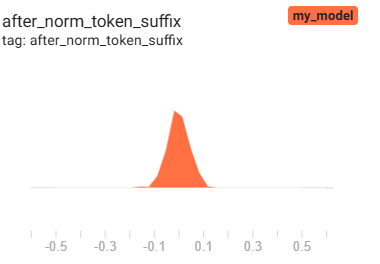 after_norm_token_suffix
my_model
tag: after_norm_token_suffix
-0.5 -0.3 -0.1 0.1 0.3 0.5